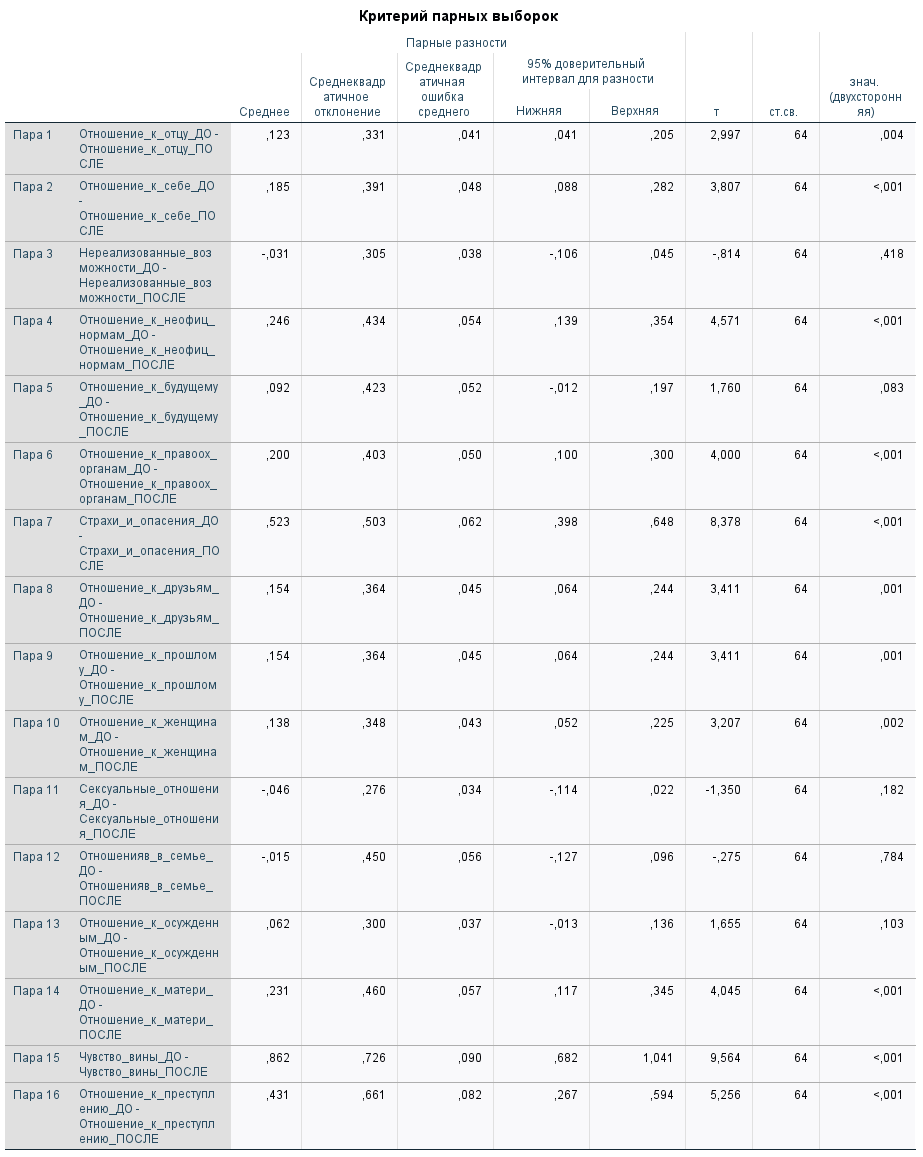 Критерий парных выборок
Парные разности
Среднее
Среднеквадр
атичное
отклонение
Среднеквадр
атичная
ошибка
среднего
95% доверительный
интервал для разности
Нижняя
Верхняя
т
ст.св.
знач.
(двухсторонн
яя)
Пара 1 Отношение_к_отцу_ДО - ,123 ,331 ,041 ,041 ,205 2,997 64 ,004
Отношение_к_отцу_ПО
СЛЕ
Пара 2 Отношение_к_себе_ДО ,185 ,391 ,048 ,088 ,282 3,807 64 <,001
-
Отношение_к_себе_ПО
СЛЕ
Пара 3 Нереализованные_воз -,031 ,305 ,038 -,106 ,045 -,814 64 ,418
можности_ДО -
Нереализованные_воз
можности_ПОСЛЕ
Пара 4 Отношение_к_неофиц_ ,246 ,434 ,054 ,139 ,354 4,571 64 <,001
нормам_ДО -
Отношение_к_неофиц_
нормам_ПОСЛЕ
Пара 5 Отношение_к_будущему ,092 ,423 ,052 -,012 ,197 1,760 64 ,083
_ДО -
Отношение_к_будущему
_ПОСЛЕ
Пара 6 Отношение_к_правоох_ ,200 ,403 ,050 ,100 ,300 4,000 64 <,001
органам_ДО -
Отношение_к_правоох_
органам_ПОСЛЕ
Пара 7 Страхи_и_опасения_ДО ,523 ,503 ,062 ,398 ,648 8,378 64 <,001
-
Страхи_и_опасения_ПО
СЛЕ
Пара 8 Отношение_к_друзьям_ ,154 ,364 ,045 ,064 ,244 3,411 64 ,001
ДО -
Отношение_к_друзьям_
ПОСЛЕ
Пара 9 Отношение_к_прошлом ,154 ,364 ,045 ,064 ,244 3,411 64 ,001
у_ДО -
Отношение_к_прошлом
у_ПОСЛЕ
Пара 10 Отношение_к_женщина ,138 ,348 ,043 ,052 ,225 3,207 64 ,002
м_ДО -
Отношение_к_женщина
м_ПОСЛЕ
Пара 11 Сексуальные_отношени -,046 ,276 ,034 -,114 ,022 -1,350 64 ,182
я_ДО -
Сексуальные_отношени
я_ПОСЛЕ
Пара 12 Отношенияв_в_семье_ -,015 ,450 ,056 -,127 ,096 -,275 64 ,784
ДО -
Отношенияв_в_семье_
ПОСЛЕ
Пара 13 Отношение_к_осужденн ,062 ,300 ,037 -,013 ,136 1,655 64 ,103
ым_ДО -
Отношение_к_осужденн
ым_ПОСЛЕ
Пара 14 Отношение_к_матери_ ,231 ,460 ,057 ,117 ,345 4,045 64 <,001
ДО -
Отношение_к_матери_
ПОСЛЕ
Пара 15 Чувство_вины_ДО - ,862 ,726 ,090 ,682 1,041 9,564 64 <,001
Чувство_вины_ПОСЛЕ
Пара 16 Отношение_к_преступл ,431 ,661 ,082 ,267 ,594 5,256 64 <,001
ению_ДО -
Отношение_к_преступл
ению_ПОСЛЕ